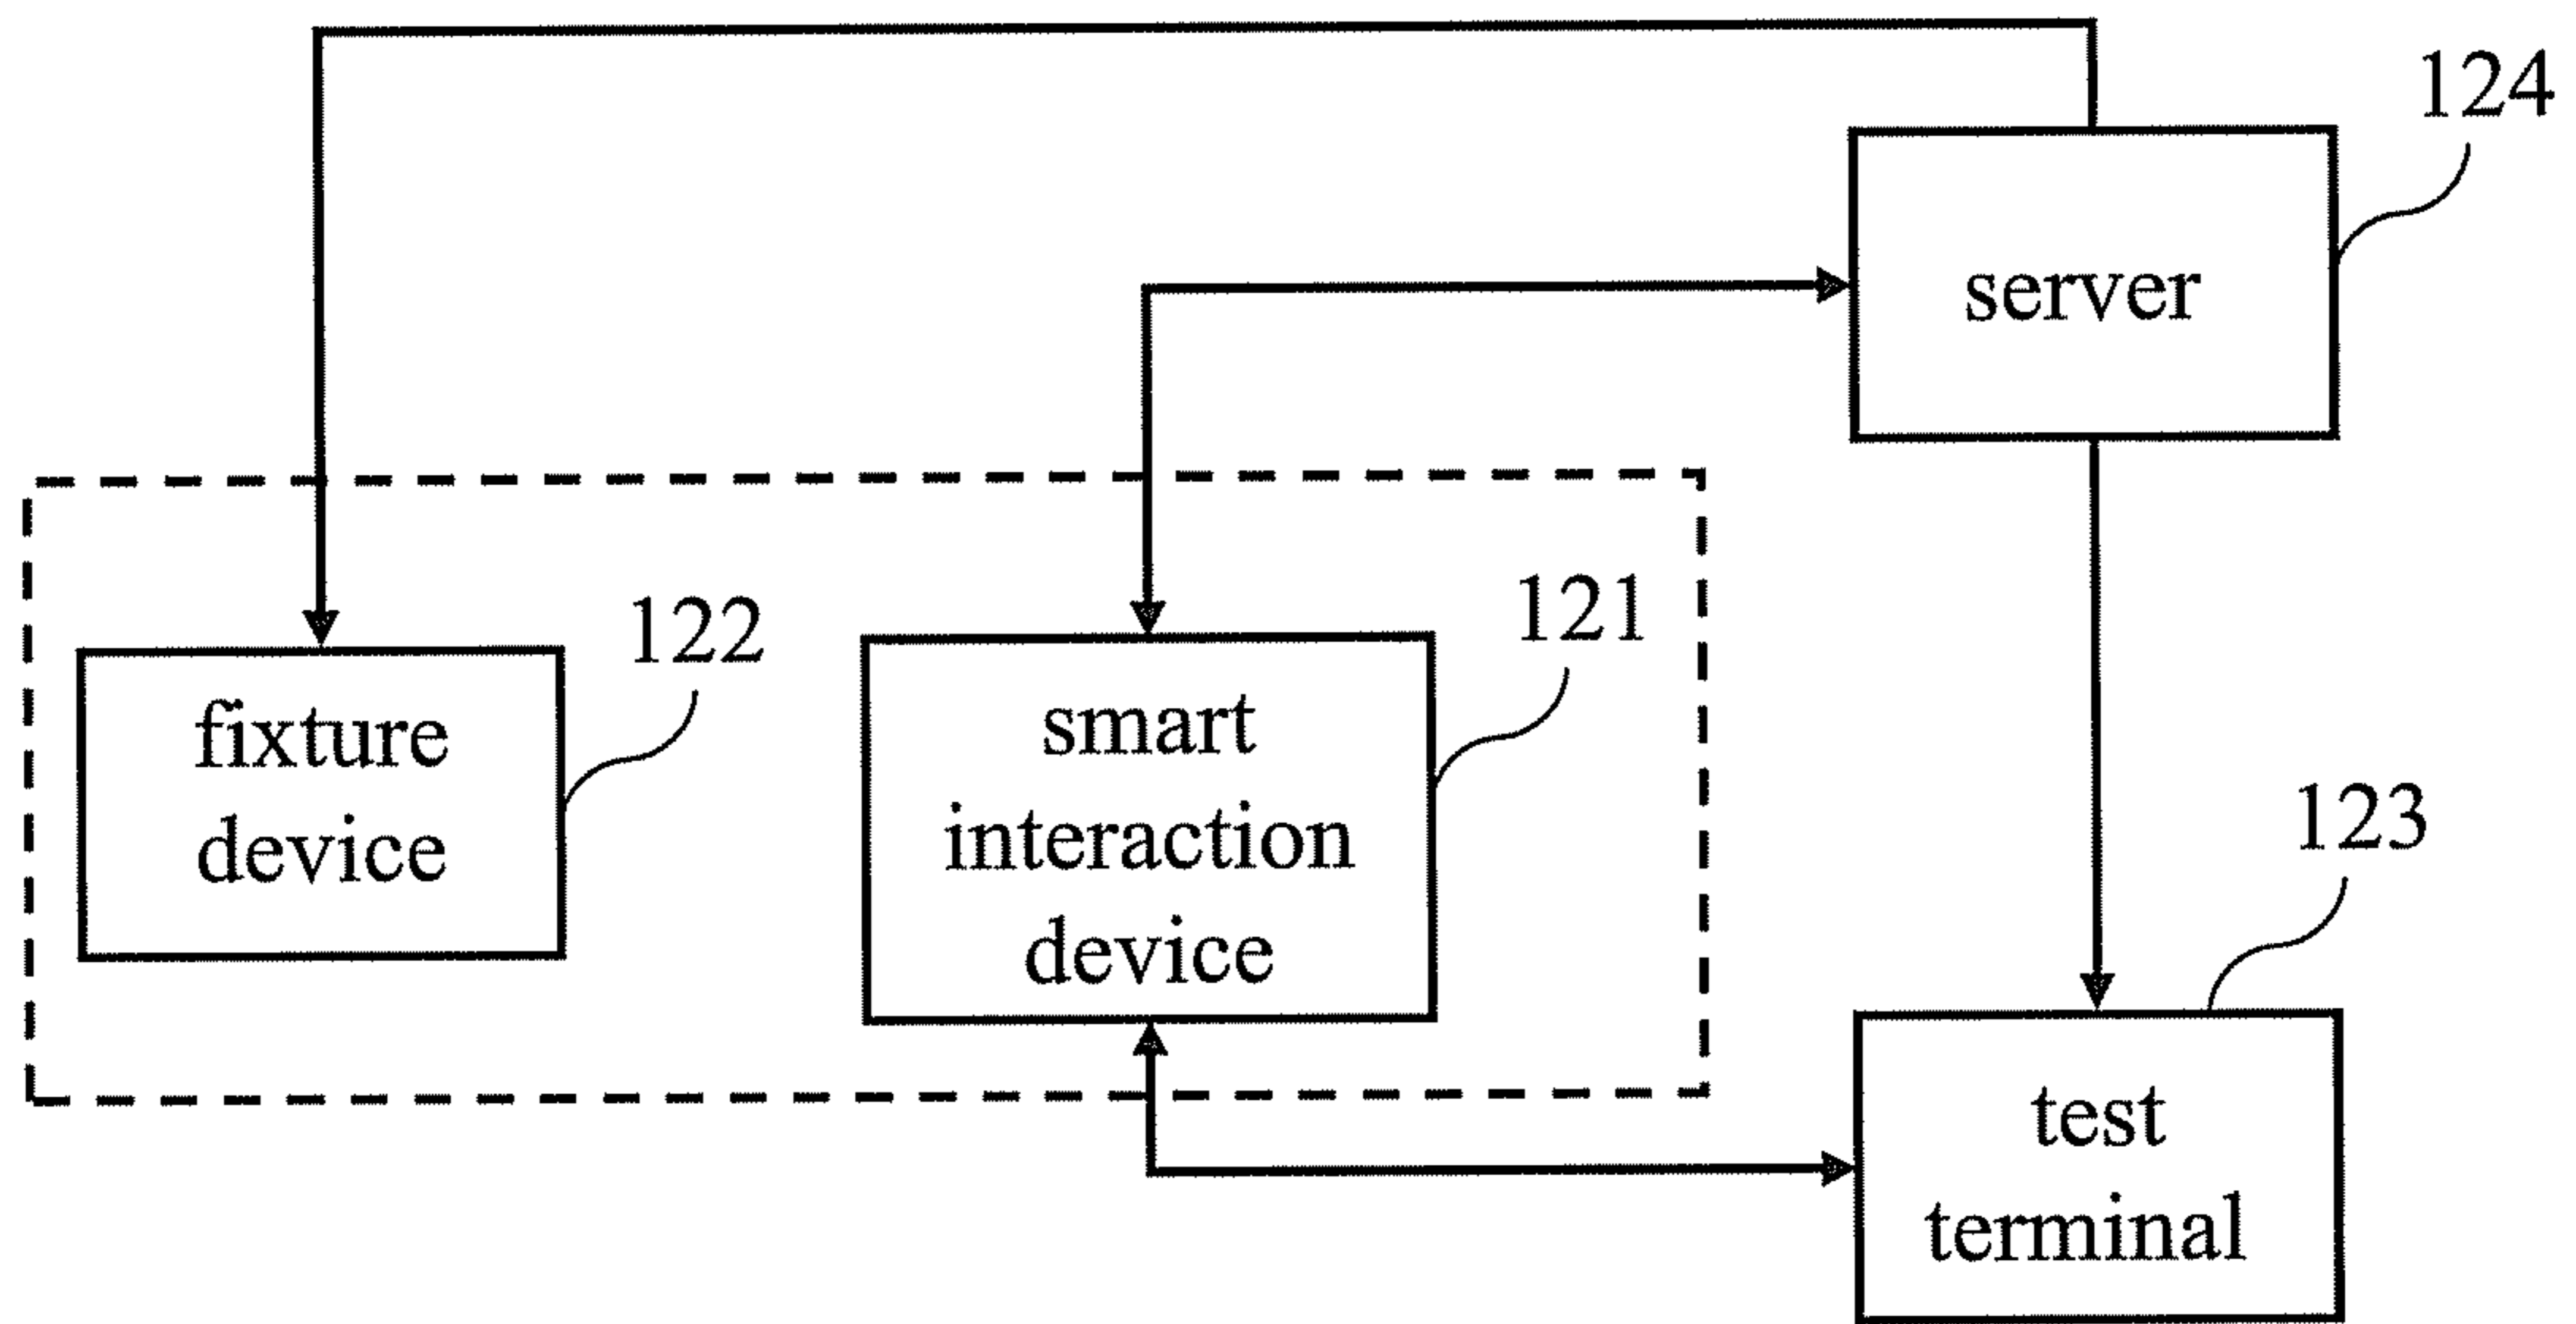 124
server
122
121
fixture
device
smart
interaction
device
123
test
terminal